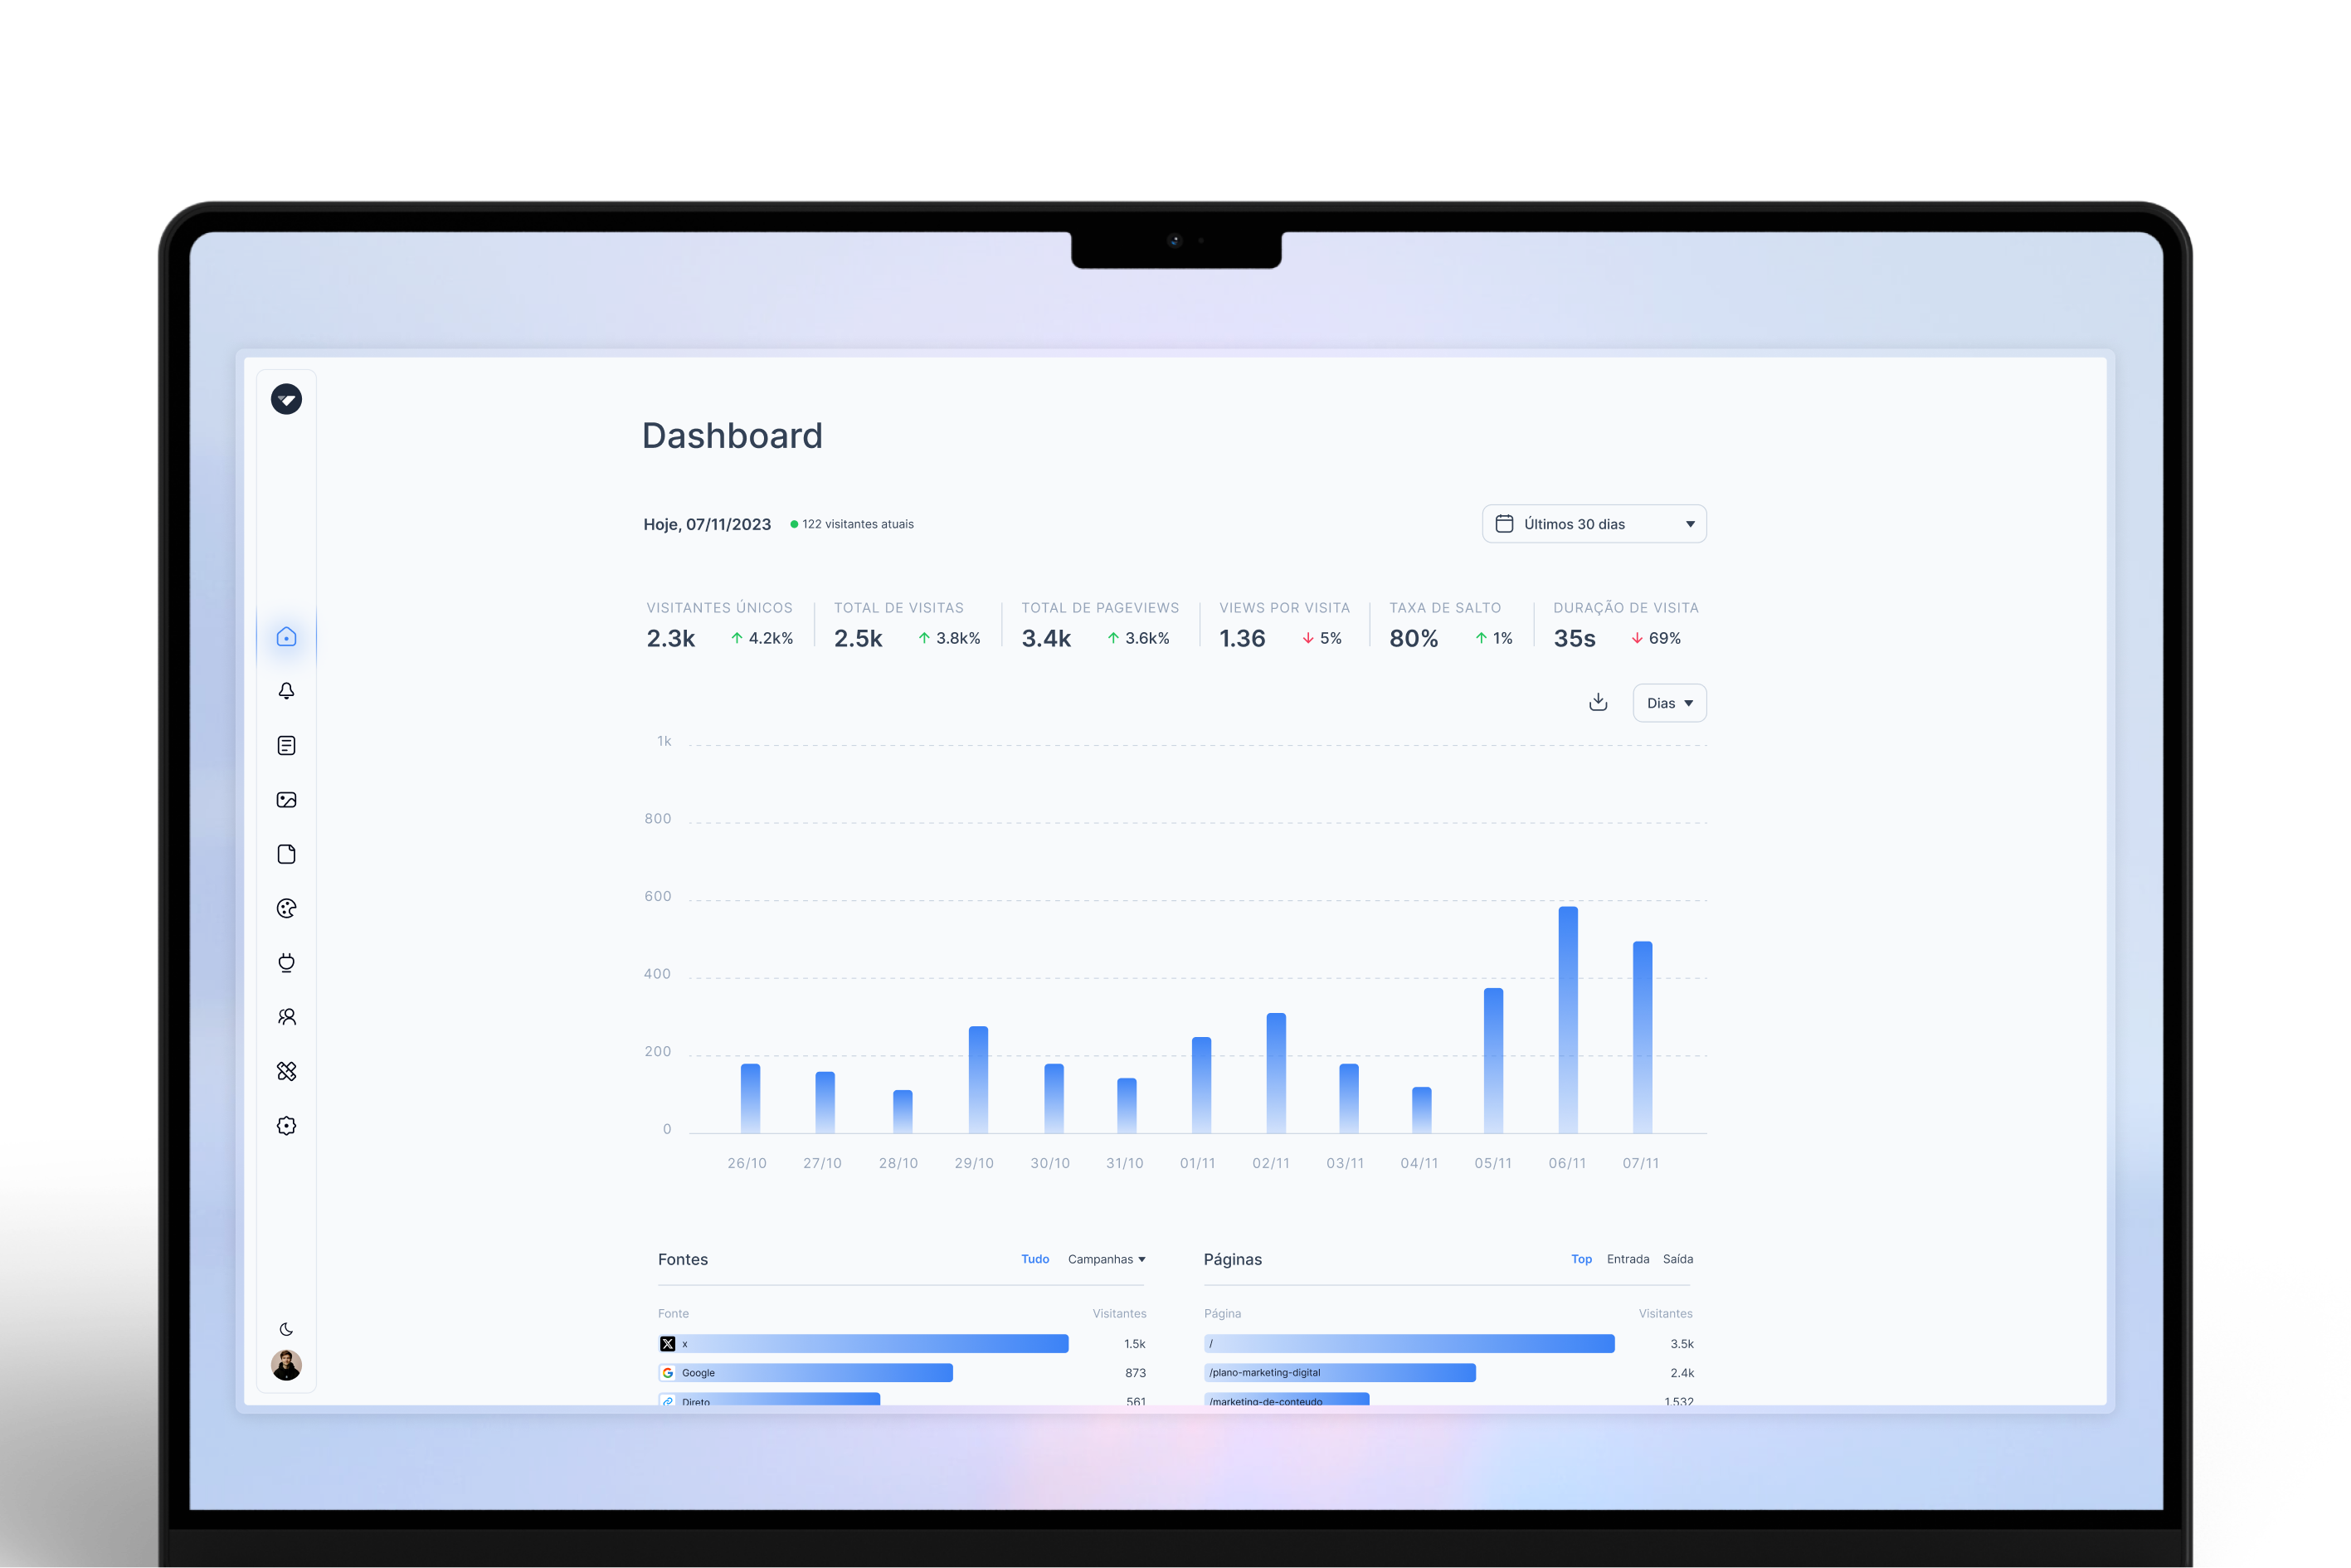 Dashboard
Hoje, 07/11/2023 122 visitantes atuais Últimos 30 dias
VISITANTES ÚNICOS TOTAL DE VISITAS TOTAL DE PAGEVIEWS VIEWS POR VISITA TAXA DE SALTO DURAÇÃO DE VISITA
2.3k 4.2k% 2.5k 3.8k% 3.4k 3.6k% 1.36 5% 80% 1% 35s 69%
Dias
1k
800
600
400
200
0
26/10 27/10 28/10 29/10 30/10 31/10 01/11 02/11 03/11 04/11 05/11 06/11 07/11
Fontes Tudo Campanhas
Fonte Visitantes
x 1.5k
Google 873
Direto 561
Páginas Top Entrada Saída
Página Visitantes
/ 3.5k
/plano-marketing-digital 2.4k
/marketing-de-conteudo 1.532